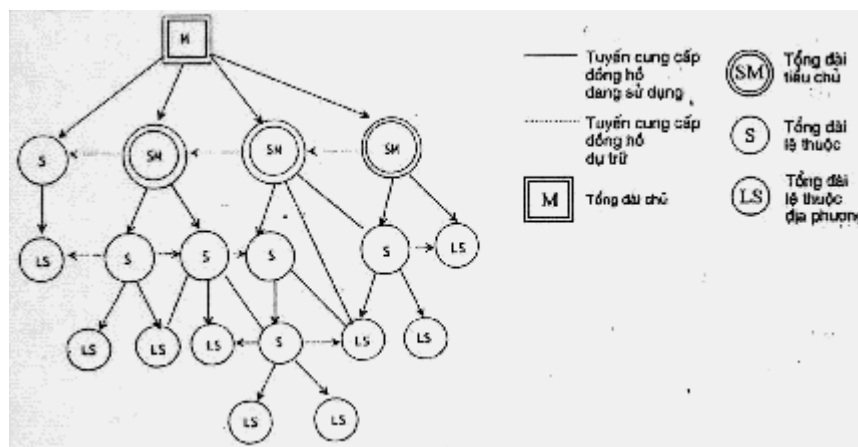 M
S
SM
SM
SM
LS
S
S
S
S
LS
LS
LS
LS
S
LS
LS
LS
LS
Tuyến cung cấp
đồng hồ
đang sử dụng
Tuyến cung cấp
đồng hồ
dự trữ
M
Tổng đài chủ
SM
Tổng đài
tiểu chủ
S
Tổng đài
lệ thuộc
LS
Tổng đài
lệ thuộc
địa phương